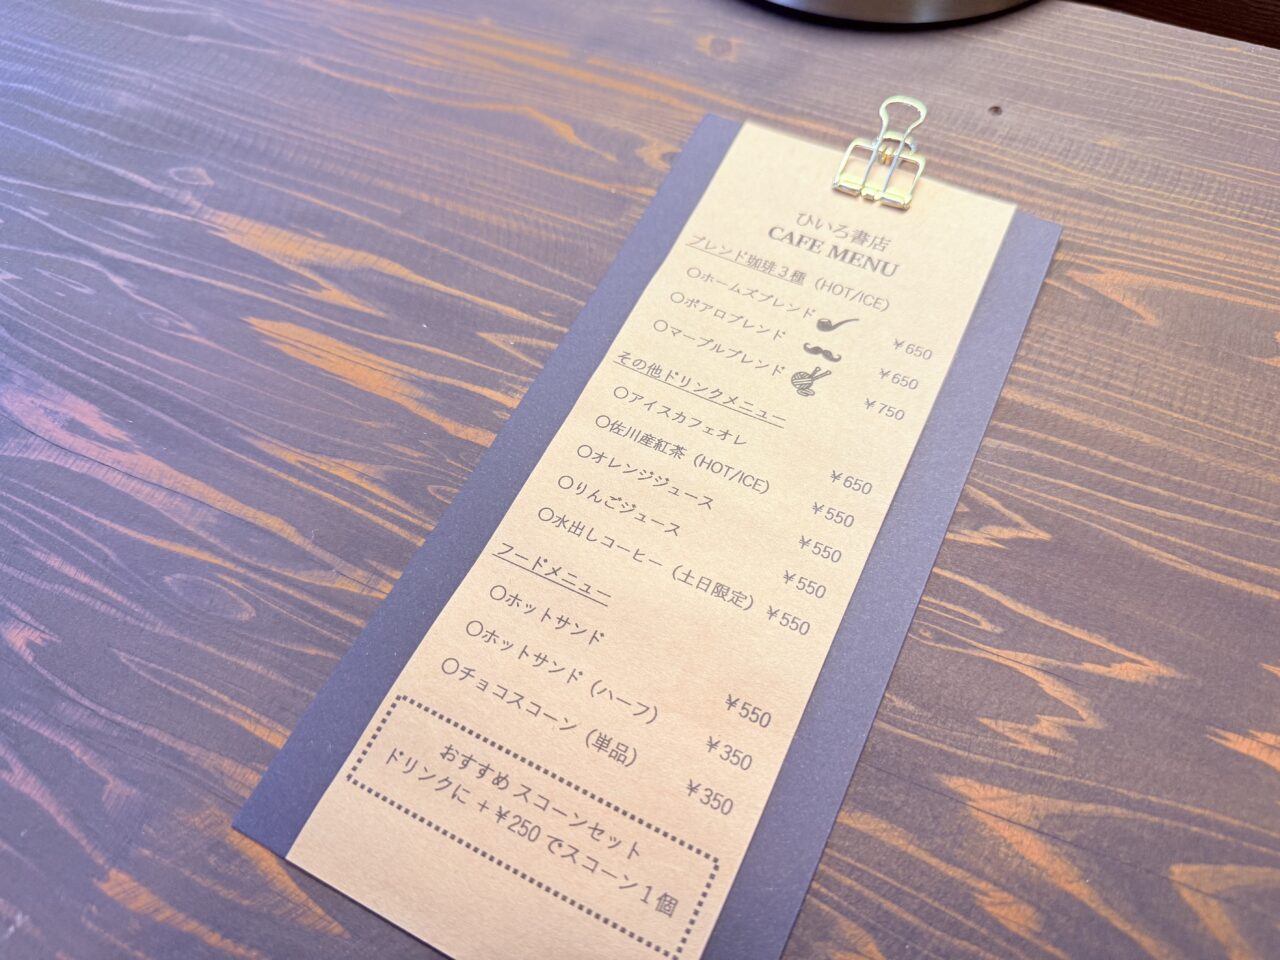 ひいろ書店
CAFE MENU
ブレンド珈琲3種（HOT/ICE）
○ホームズブレンド ￥650
○ポアロブレンド ￥650
○マープルブレンド ￥750
その他ドリンクメニュー
○アイスカフェオレ ￥650
○佐川産紅茶（HOT/ICE） ￥550
○オレンジジュース ￥550
○りんごジュース ￥550
○水出しコーヒー（土日限定） ￥550
フードメニュー
○ホットサンド ￥550
○ホットサンド（ハーフ） ￥350
○チョコスコーン（単品） ￥350
おすすめ スコーンセット
ドリンクに + ￥250 でスコーン1個